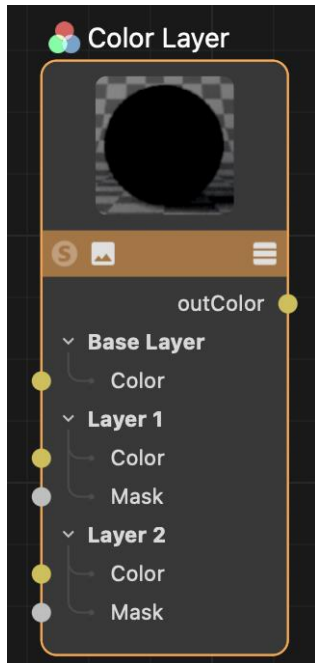 Color Layer
S
outColor
Base Layer
Color
Layer 1
Color
Mask
Layer 2
Color
Mask